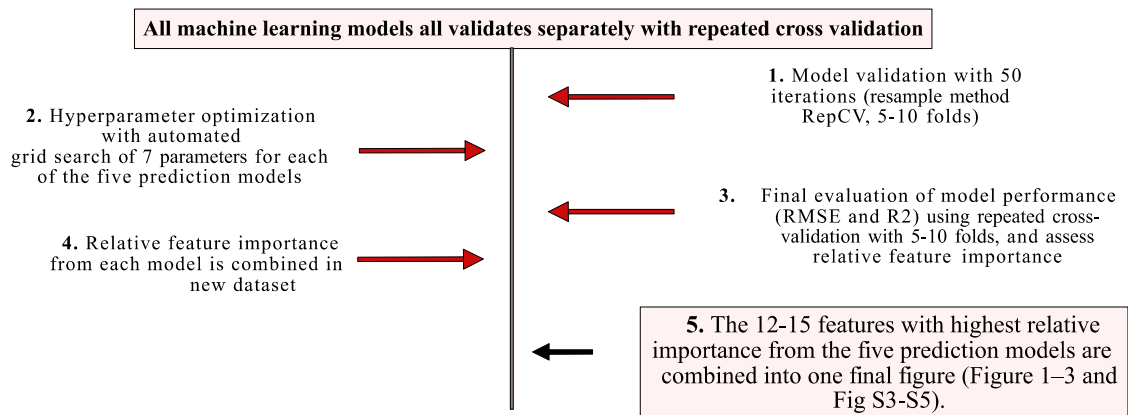 All machine learning models all validates separately with repeated cross validation
1. Model validation with 50
iterations (resample method
RepCV, 5-10 folds)
2. Hyperparameter optimization
with automated
grid search of 7 parameters for each
of the five prediction models
3. Final evaluation of model performance
(RMSE and R2) using repeated cross-
validation with 5-10 folds, and assess
relative feature importance
4. Relative feature importance
from each model is combined in
new dataset
5. The 12-15 features with highest relative
importance from the five prediction models are
combined into one final figure (Figure 1–3 and
Fig S3-S5).